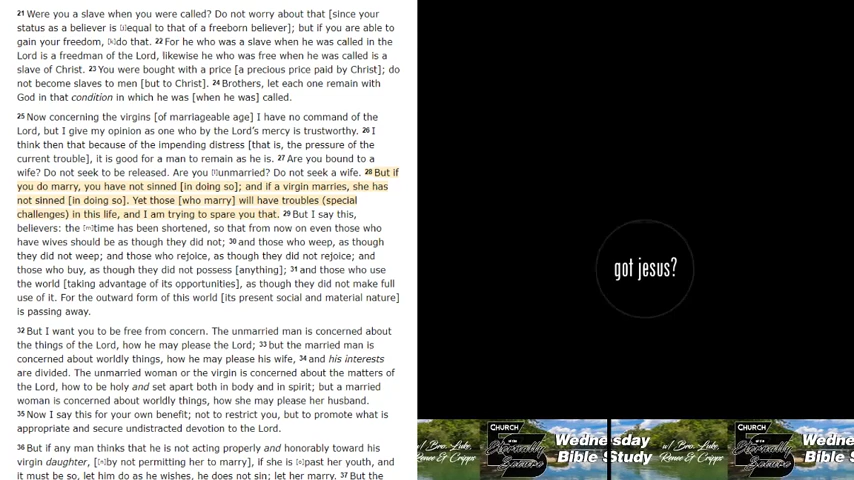 21 Were you a slave when you were called? Do not worry about that [since your
status as a believer is [j]equal to that of a freeborn believer]; but if you are able to
gain your freedom, [k]do that. 22 For he who was a slave when he was called in the
Lord is a freedman of the Lord, likewise he who was free when he was called is a
slave of Christ. 23 You were bought with a price [a precious price paid by Christ]; do
not become slaves to men [but to Christ]. 24 Brothers, let each one remain with
God in that condition in which he was [when he was] called.
25 Now concerning the virgins [of marriageable age] I have no command of the
Lord, but I give my opinion as one who by the Lord's mercy is trustworthy. 26 I
think then that because of the impending distress [that is, the pressure of the
current trouble], it is good for a man to remain as he is. 27 Are you bound to a
wife? Do not seek to be released. Are you [l]unmarried? Do not seek a wife. 28 But if
you do marry, you have not sinned [in doing so]; and if a virgin marries, she has
not sinned [in doing so]. Yet those [who marry] will have troubles (special
challenges) in this life, and I am trying to spare you that. 29 But I say this,
believers: the [m]time has been shortened, so that from now on even those who
have wives should be as though they did not; 30 and those who weep, as though
they did not weep; and those who rejoice, as though they did not rejoice; and
those who buy, as though they did not possess [anything]; 31 and those who use
the world [taking advantage of its opportunities], as though they did not make full
use of it. For the outward form of this world [its present social and material nature]
is passing away.
32 But I want you to be free from concern. The unmarried man is concerned about
the things of the Lord, how he may please the Lord; 33 but the married man is
concerned about worldly things, how he may please his wife, 34 and his interests
are divided. The unmarried woman or the virgin is concerned about the matters of
the Lord, how to be holy and set apart both in body and in spirit; but a married
woman is concerned about worldly things, how she may please her husband.
35 Now I say this for your own benefit; not to restrict you, but to promote what is
appropriate and secure undistracted devotion to the Lord.
36 But if any man thinks that he is not acting properly and honorably toward his
virgin daughter, [n]by not permitting her to marry], if she is [o]past her youth, and
it must be so, let him do as he wishes, he does not sin; let her marry. 37 But the
got jesus?
CHURCH
of the
Eternally
Secure
Wednesday
Bible Study
w/ Bro. Luke,
Renee & Cripps
CHURCH
of the
Eternally
Secure
Wedne
Bible S